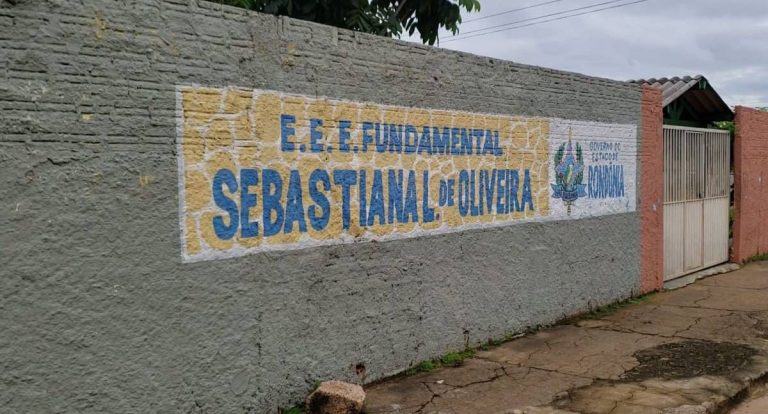 E. E. E. FUNDAMENTAL
SEBASTIANA L. DE OLIVEIRA
GOVERNO DO
ESTADO DE
RONDÔNIA